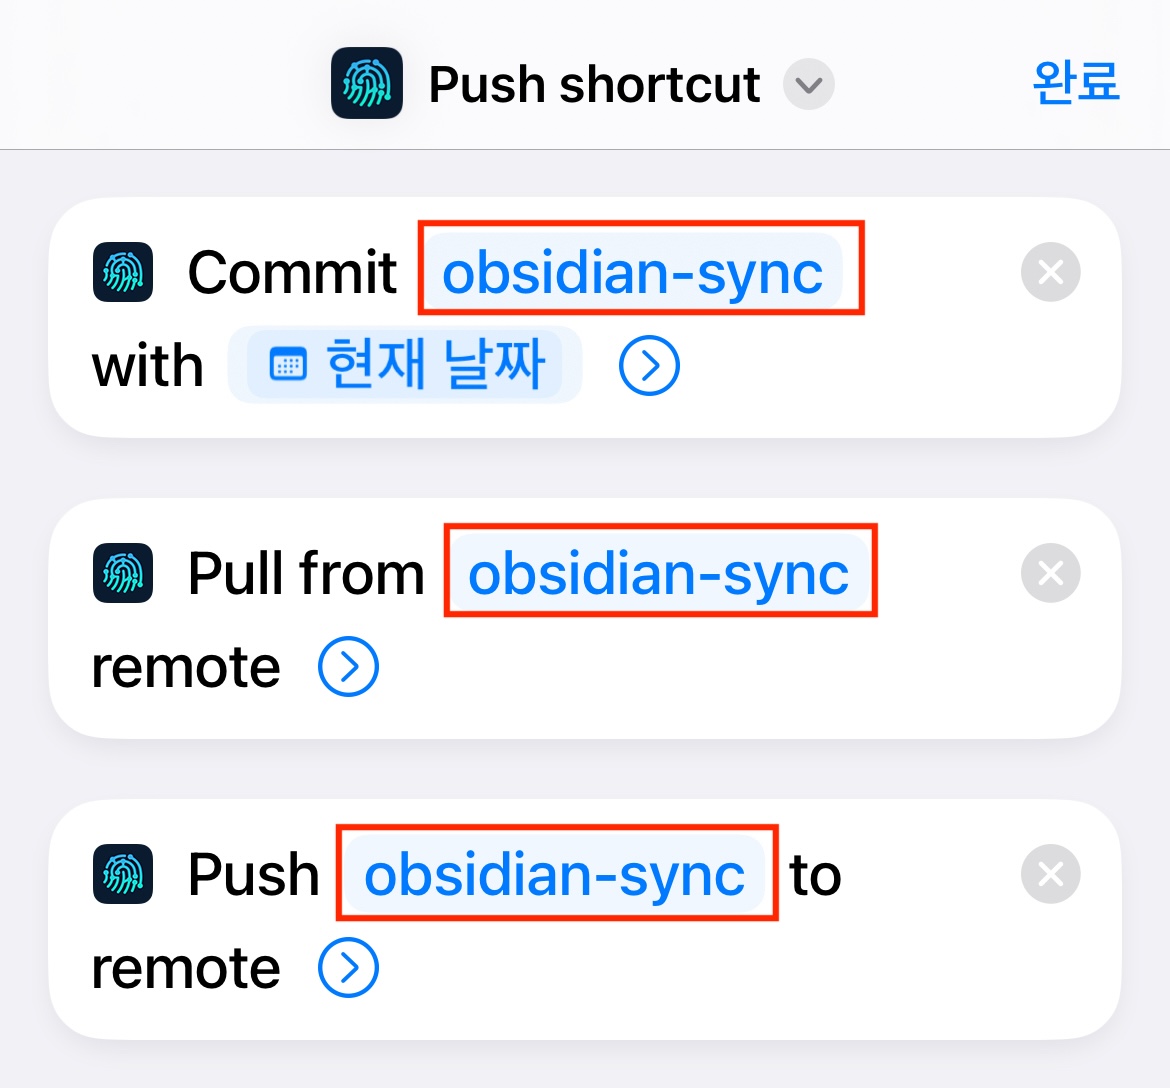 Push shortcut 완료
Commit obsidian-sync
with 현재 날짜
Pull from obsidian-sync
remote
Push obsidian-sync to
remote